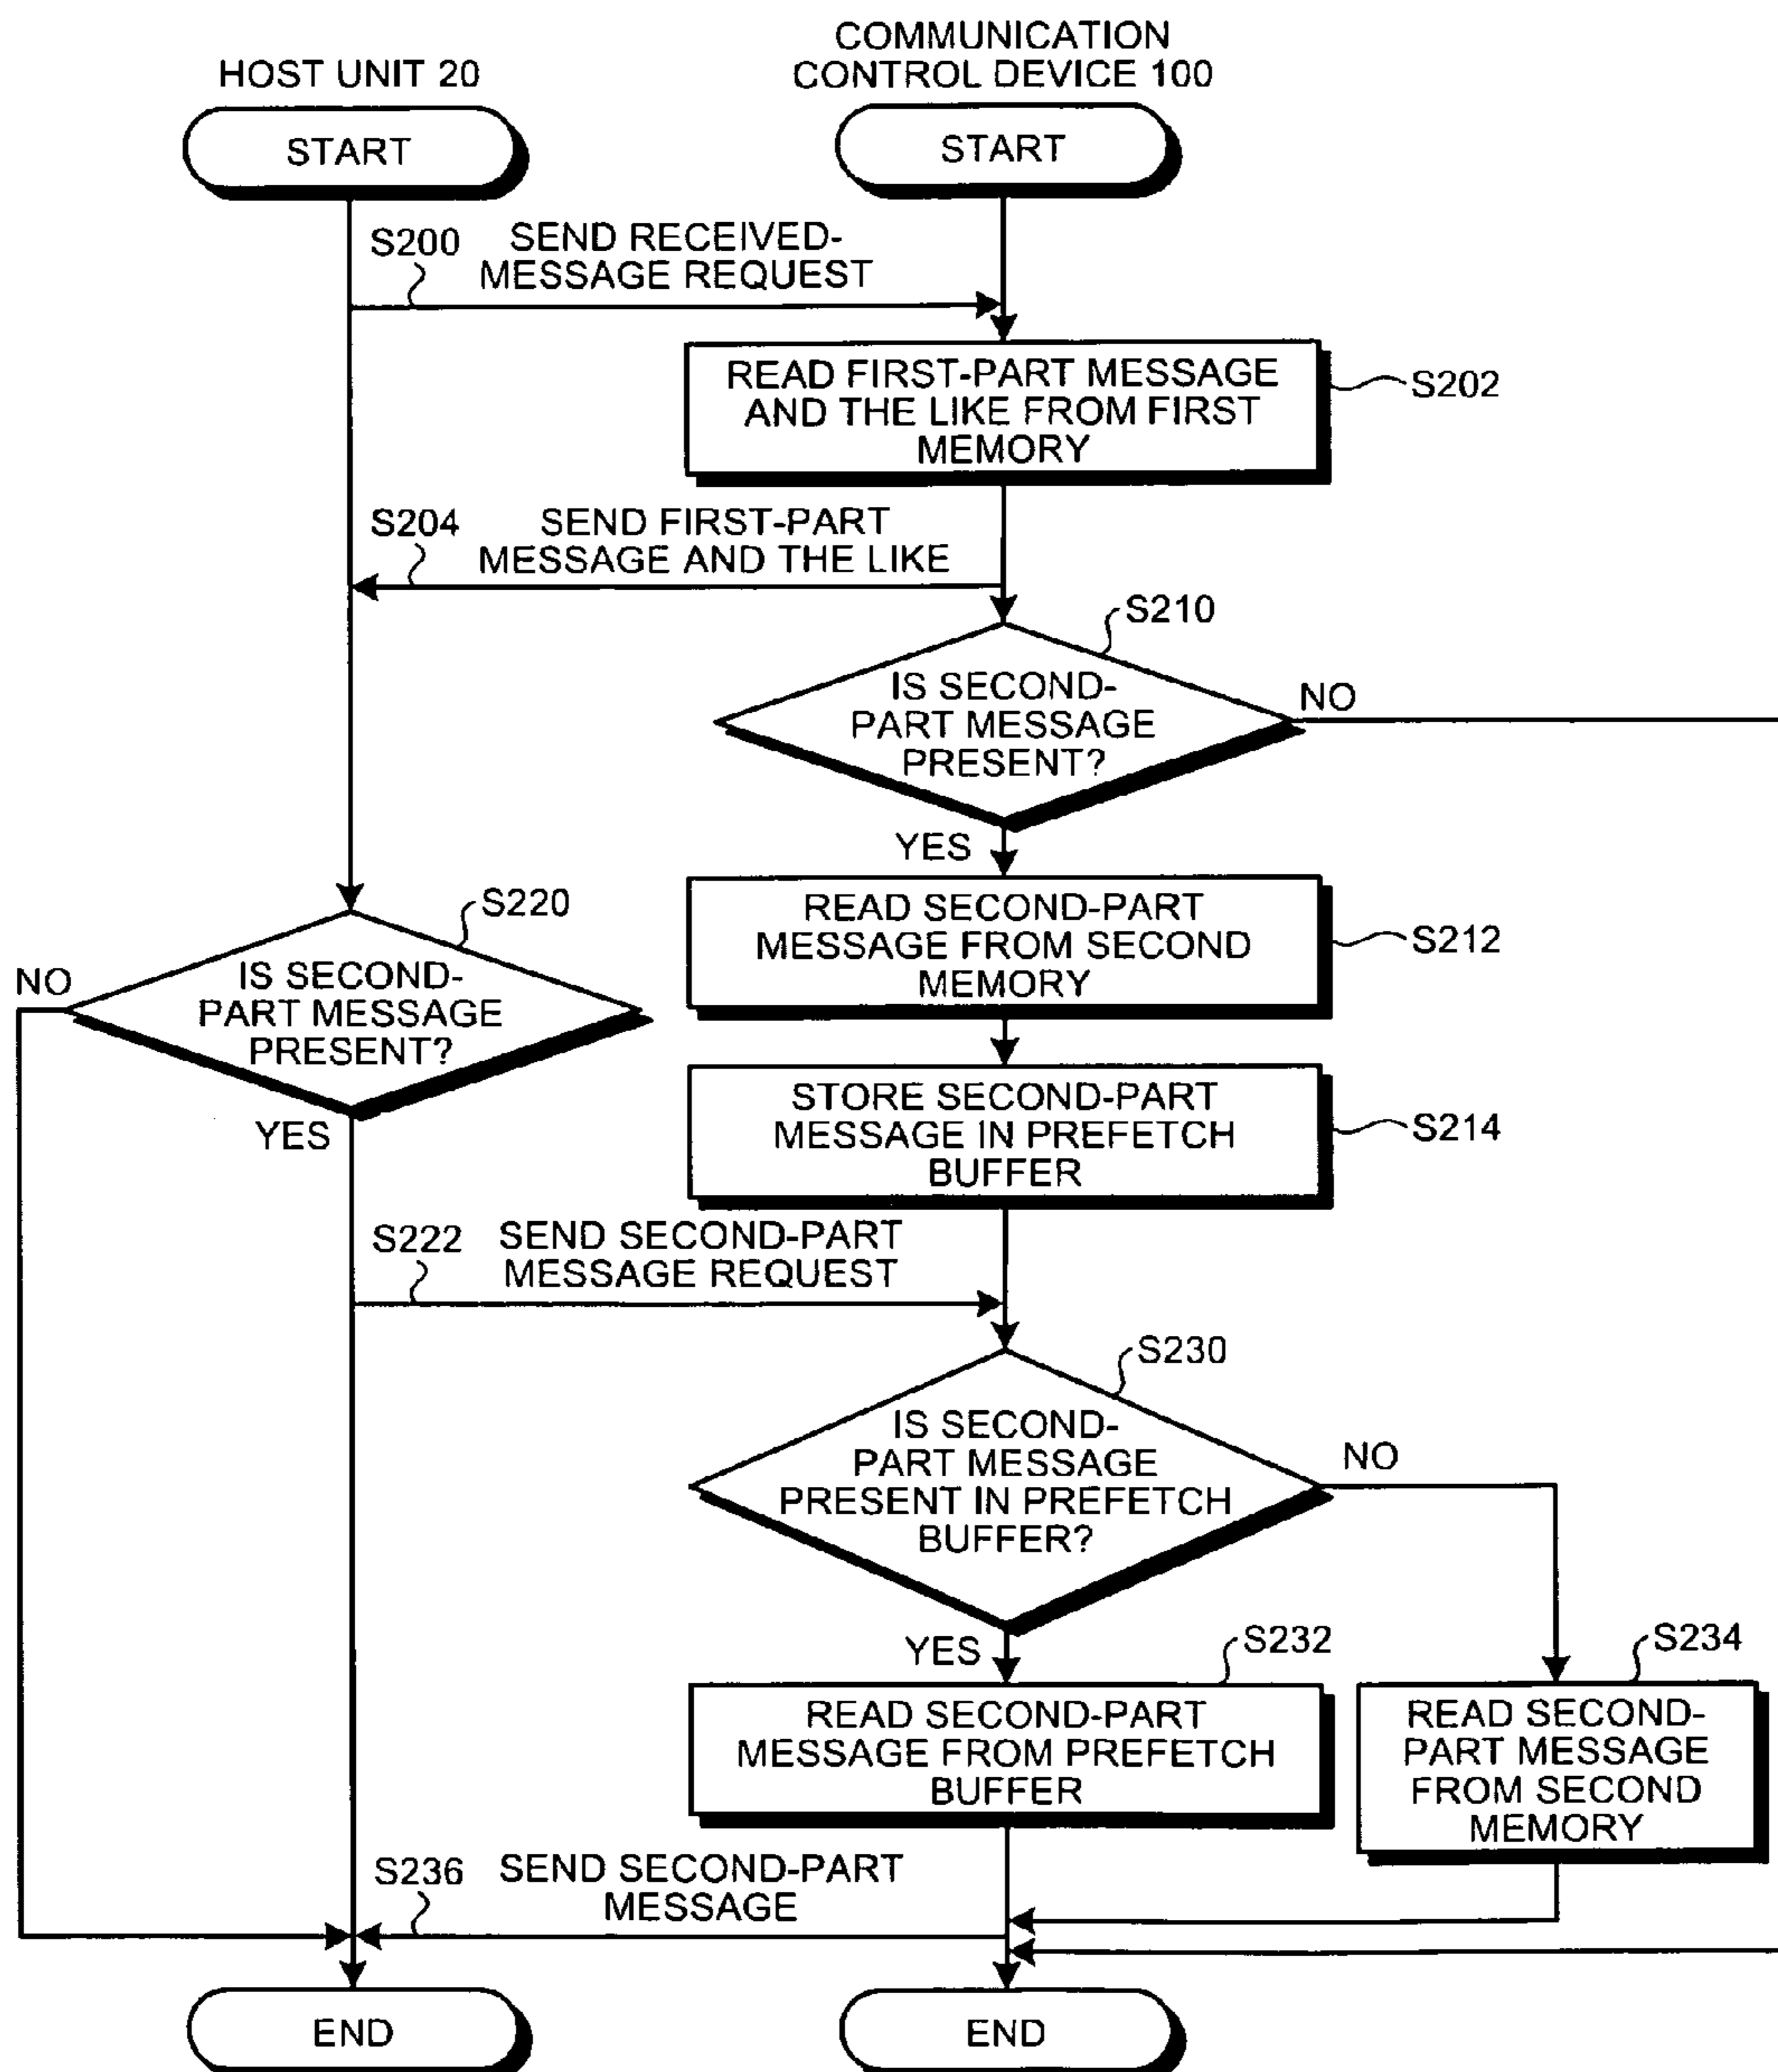 COMMUNICATION
CONTROL DEVICE 100
HOST UNIT 20
START
START
S200
SEND RECEIVED-
MESSAGE REQUEST
READ FIRST-PART MESSAGE
AND THE LIKE FROM FIRST
MEMORY
S202
S204
SEND FIRST-PART
MESSAGE AND THE LIKE
S210
IS SECOND-
PART MESSAGE
PRESENT?
NO
YES
READ SECOND-PART
MESSAGE FROM SECOND
MEMORY
S212
S220
NO
IS SECOND-
PART MESSAGE
PRESENT?
YES
STORE SECOND-PART
MESSAGE IN PREFETCH
BUFFER
S214
S222
SEND SECOND-PART
MESSAGE REQUEST
S230
IS SECOND-
PART MESSAGE
PRESENT IN PREFETCH
BUFFER?
NO
YES
S232
READ SECOND-PART
MESSAGE FROM PREFETCH
BUFFER
S234
READ SECOND-
PART MESSAGE
FROM SECOND
MEMORY
S236
SEND SECOND-PART
MESSAGE
END
END